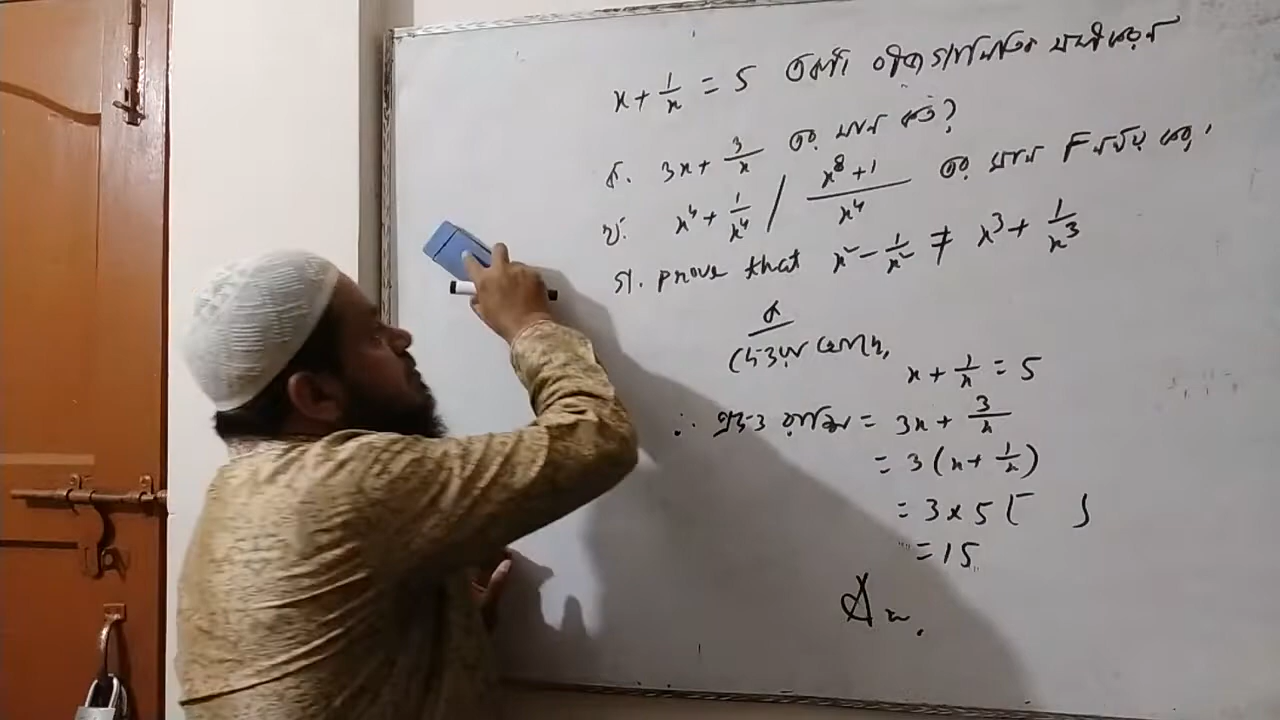 x + 1/x = 5 একটি বীজগাণিতিক
ক. 3x + 3/x এর মান কত?
খ. x⁴ + 1/x⁴ / (x⁸ + 1)/x⁴ এর মান নির্ণয় কর।
গ. prove that x² - 1/x² ≠ x³ + 1/x³
ক
দেওয়া আছে,
x + 1/x = 5
∴ প্রদত্ত রাশি = 3x + 3/x
= 3(x + 1/x)
= 3 × 5 [ ]
= 15